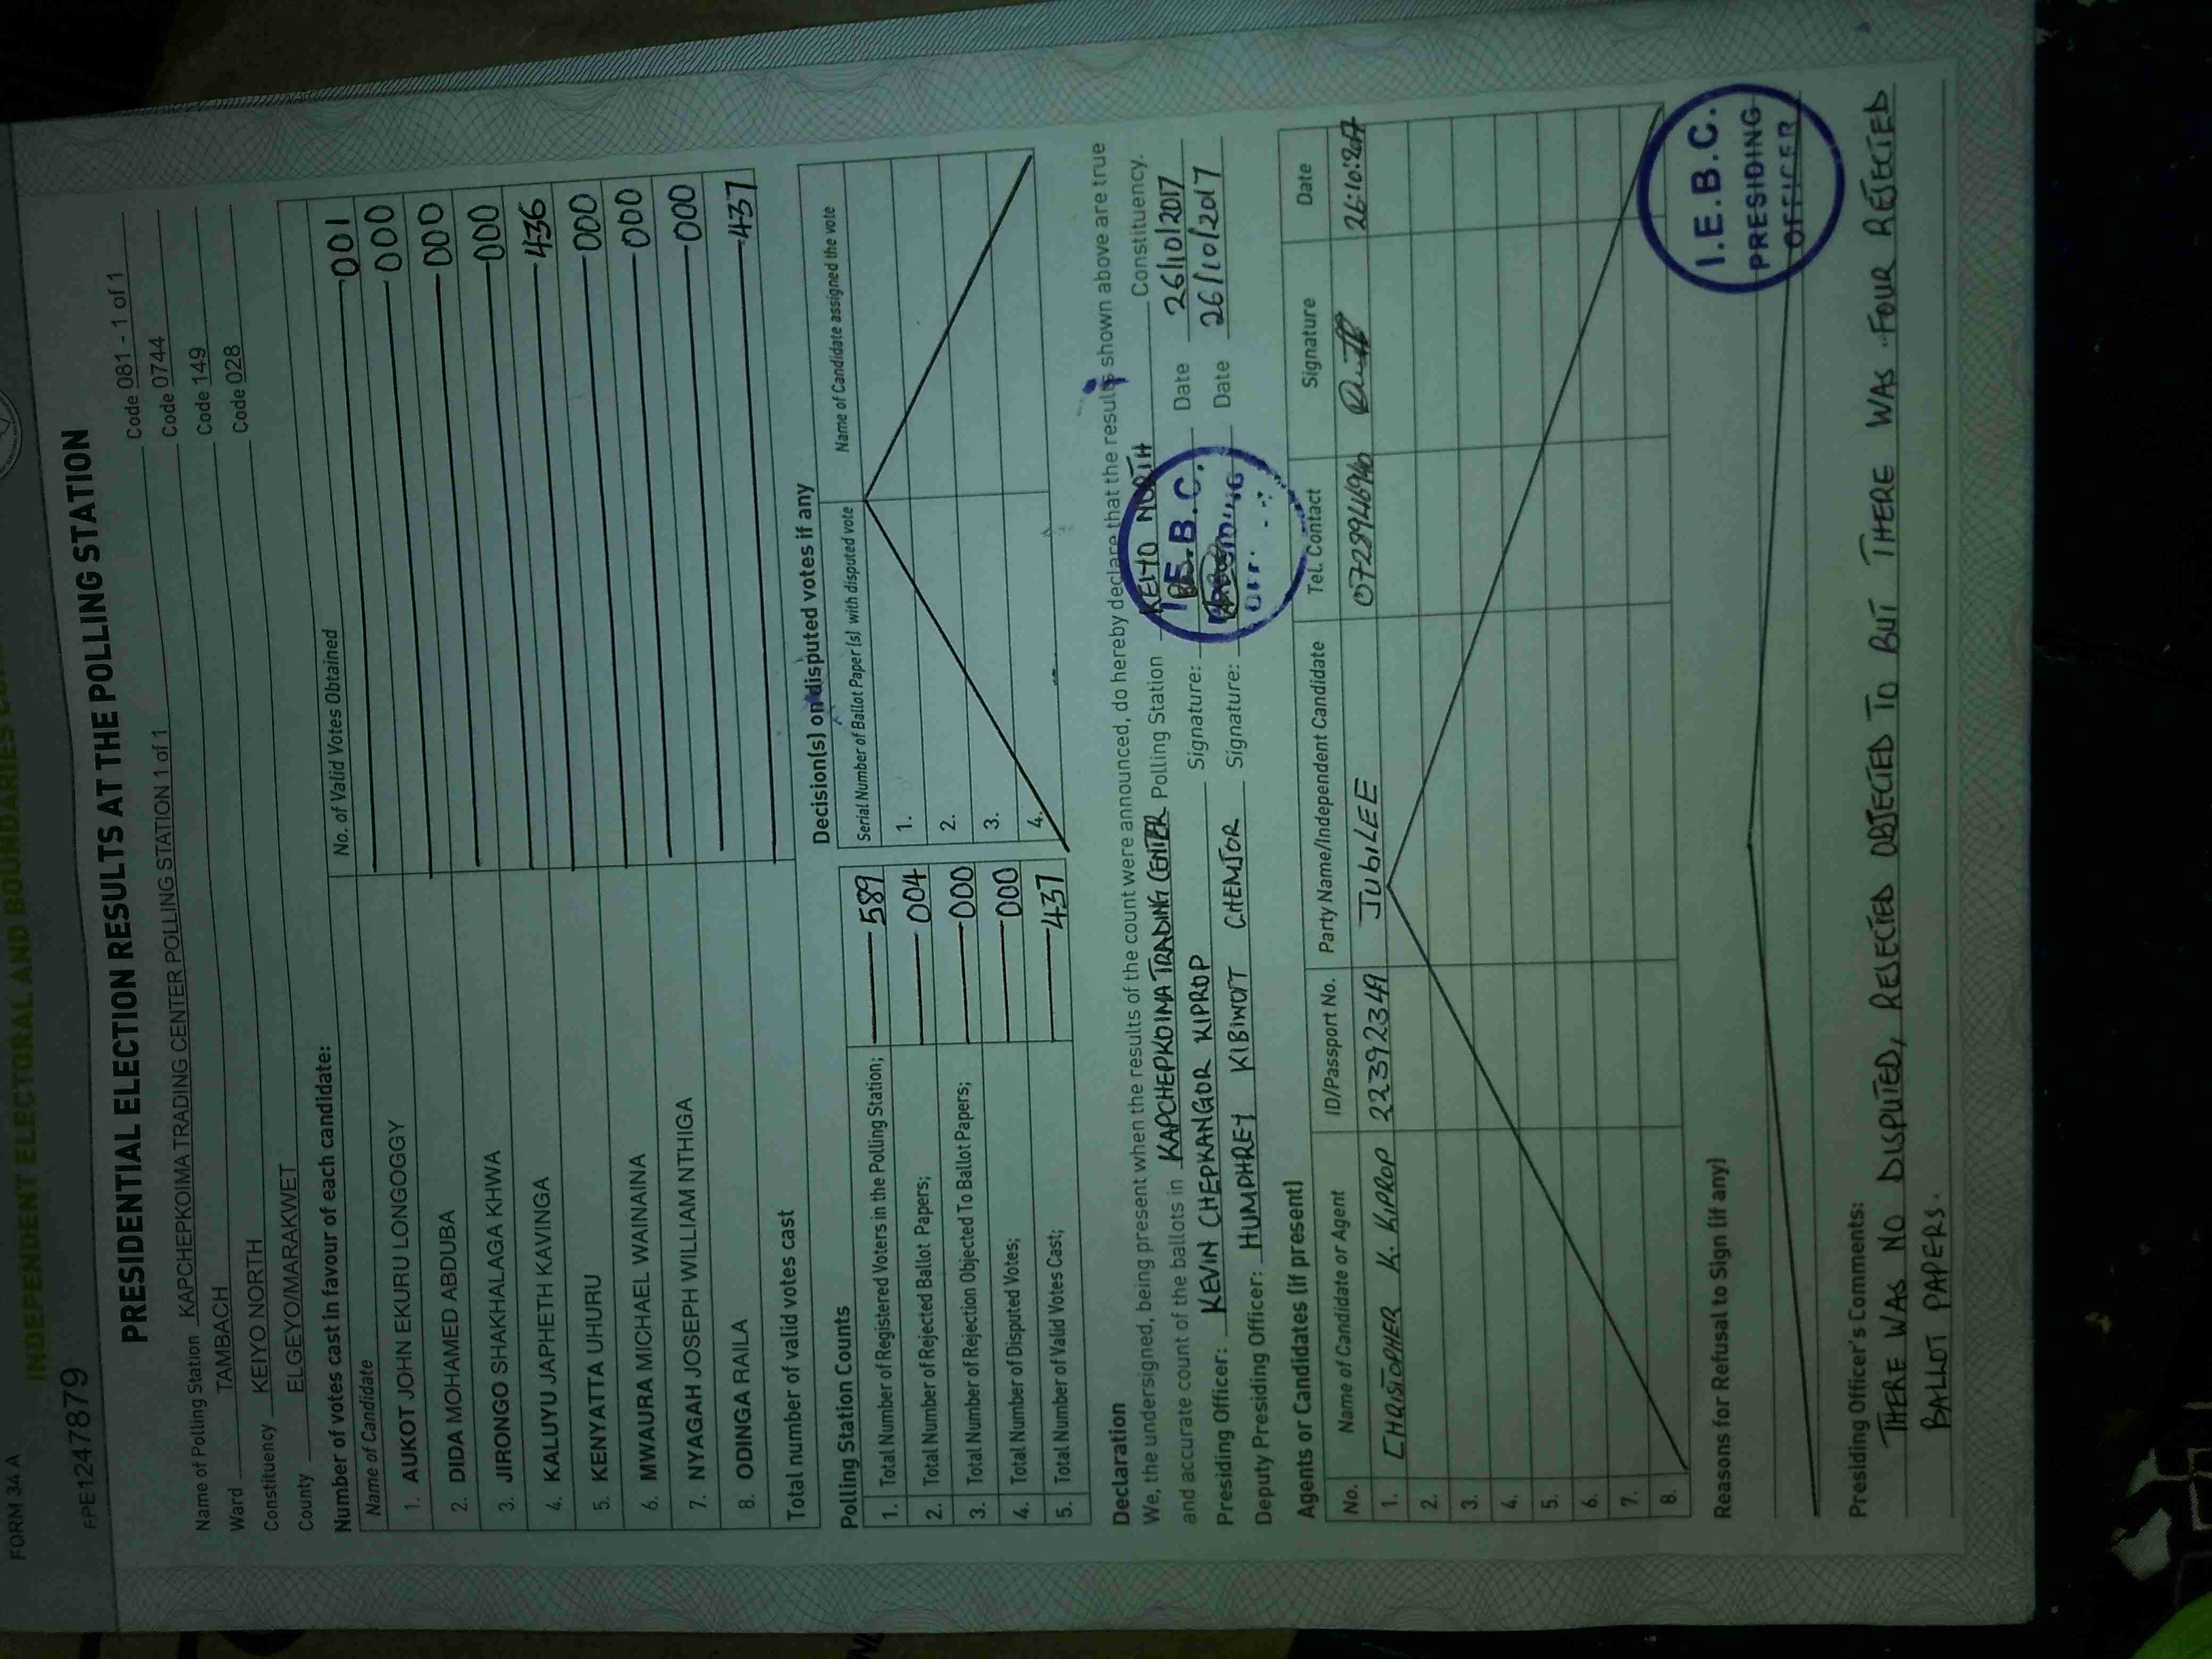 FORM 34 A
INDEPENDENT ELECTORAL AND BOUNDARIES
FPE1247879
PRESIDENTIAL ELECTION RESULTS AT THE POLLING STATION
Name of Polling Station KAPCHEPKOIMA TRADING CENTER POLLING STATION 1 of 1 Code 081 - 1 of 1
Ward TAMBACH Code 0744
Constituency KEIYO NORTH Code 149
County ELGEYO/MARAKWET Code 028
Number of votes cast in favour of each candidate:
Name of Candidate No. of Valid Votes Obtained
1. AUKOT JOHN EKURU LONGOGGY 001
2. DIDA MOHAMED ABDUBA 000
3. JIRONGO SHAKHALAGA KHWA 000
4. KALUYU JAPHETH KAVINGA 000
5. KENYATTA UHURU 436
6. MWAURA MICHAEL WAINAINA 000
7. NYAGAH JOSEPH WILLIAM NTHIGA 000
8. ODINGA RAILA 000
Total number of valid votes cast 437
Polling Station Counts
1. Total Number of Registered Voters in the Polling Station; 589
2. Total Number of Rejected Ballot Papers; 004
3. Total Number of Rejection Objected To Ballot Papers; 000
4. Total Number of Disputed Votes; 000
5. Total Number of Valid Votes Cast; 437
Decision(s) on disputed votes if any
Serial Number of Ballot Paper (s) with disputed vote Name of Candidate assigned the vote
1.
2.
3.
4.
Declaration
We, the undersigned, being present when the results of the count were announced, do hereby declare that the results shown above are true
and accurate count of the ballots in KAPCHEPKOIMA TRADING CENTER Polling Station KEIYO NORTH Constituency.
Presiding Officer: KEVIN CHEPKANGOR KIPROP Signature: Date 26/10/2017
Deputy Presiding Officer: HUMPHREY KIBIWOTT CHEMJOR Signature: Date 26/10/2017
I.E.B.C.
PRESIDING
Agents or Candidates (if present)
No. Name of Candidate or Agent ID/Passport No. Party Name/Independent Candidate Tel. Contact Signature Date
1. CHRISTOPHER K. KIPROP 22392349 JUBILEE 26:10:2017
2.
3.
4.
5.
6.
7.
8.
I.E.B.C.
PRESIDING
OFFICER
Reasons for Refusal to Sign (if any)
Presiding Officer's Comments:
THERE WAS NO DISPUTED, REJECTED OBJECTED TO BUT THERE WAS FOUR REJECTED
BALLOT PAPERS.